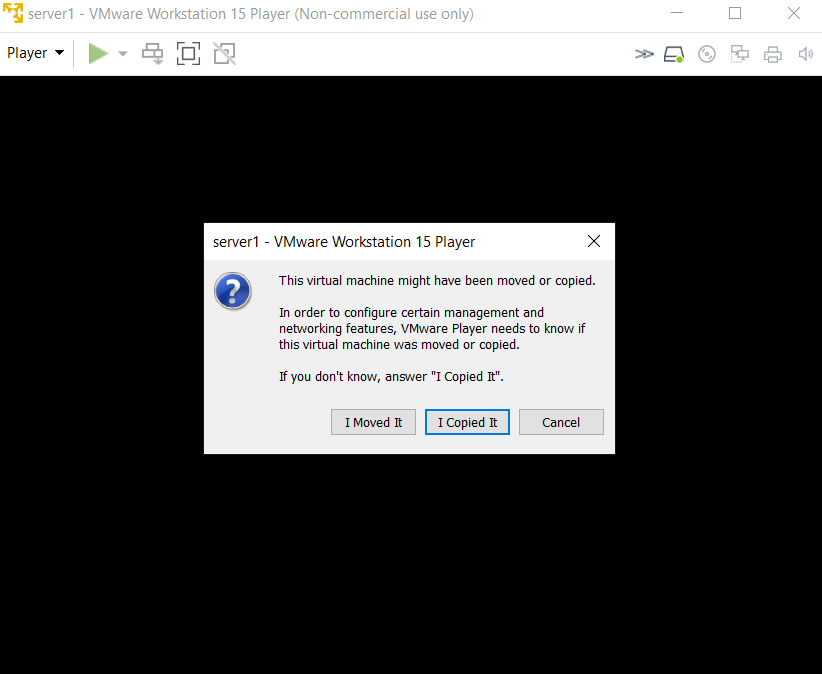 server1 - VMware Workstation 15 Player (Non-commercial use only)
Player
server1 - VMware Workstation 15 Player
This virtual machine might have been moved or copied.
In order to configure certain management and
networking features, VMware Player needs to know if
this virtual machine was moved or copied.
If you don't know, answer "I Copied It".
I Moved It
I Copied It
Cancel